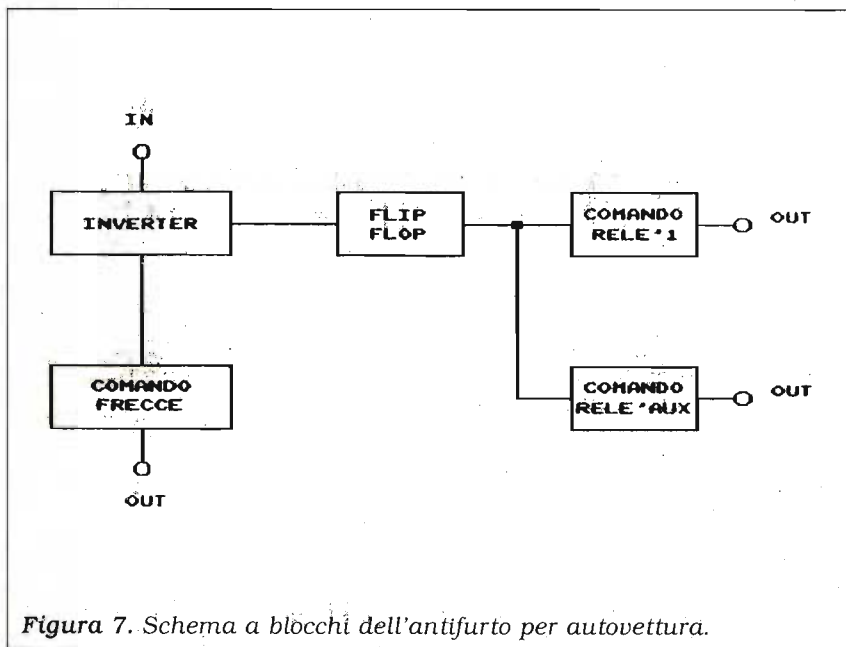 IN
INVERTER
FLIP
FLOP
COMANDO
RELE'1
OUT
COMANDO
FRECCE
COMANDO
RELE'AUX
OUT
OUT
Figura 7. Schema a blocchi dell'antifurto per autovettura.